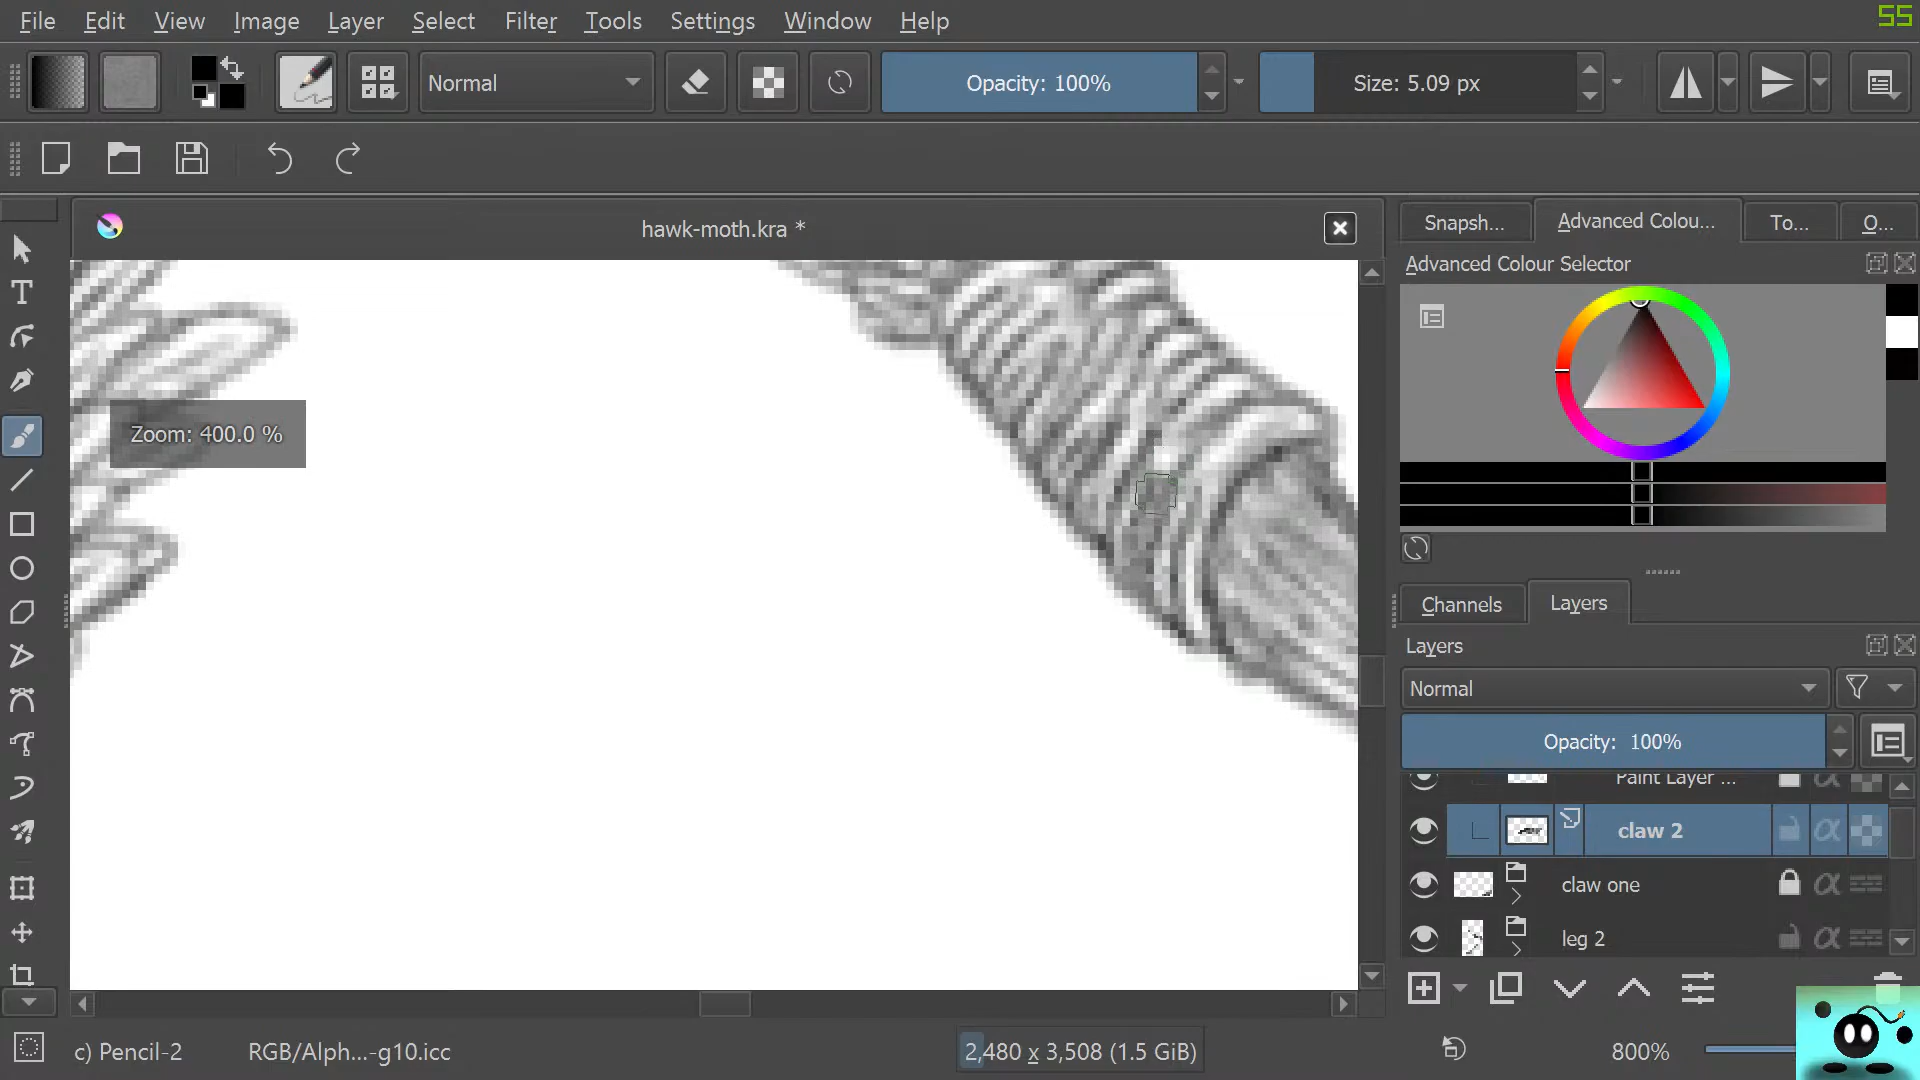 File Edit View Image Layer Select Filter Tools Settings Window Help
55
Normal
Opacity: 100%
Size: 5.09 px
hawk-moth.kra *
Snapsh... Advanced Colou... To... O...
Advanced Colour Selector
Zoom: 400.0 %
Channels Layers
Layers
Normal
Opacity: 100%
Paint Layer ...
claw 2
claw one
leg 2
c) Pencil-2 RGB/Alph...-g10.icc 2,480 x 3,508 (1.5 GiB) 800%